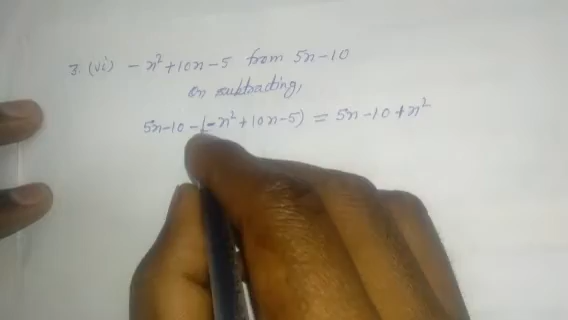 3. (vi) - x² + 10x - 5 from 5x - 10
On subtracting,
5x - 10 - (- x² + 10x - 5) = 5x - 10 + x²